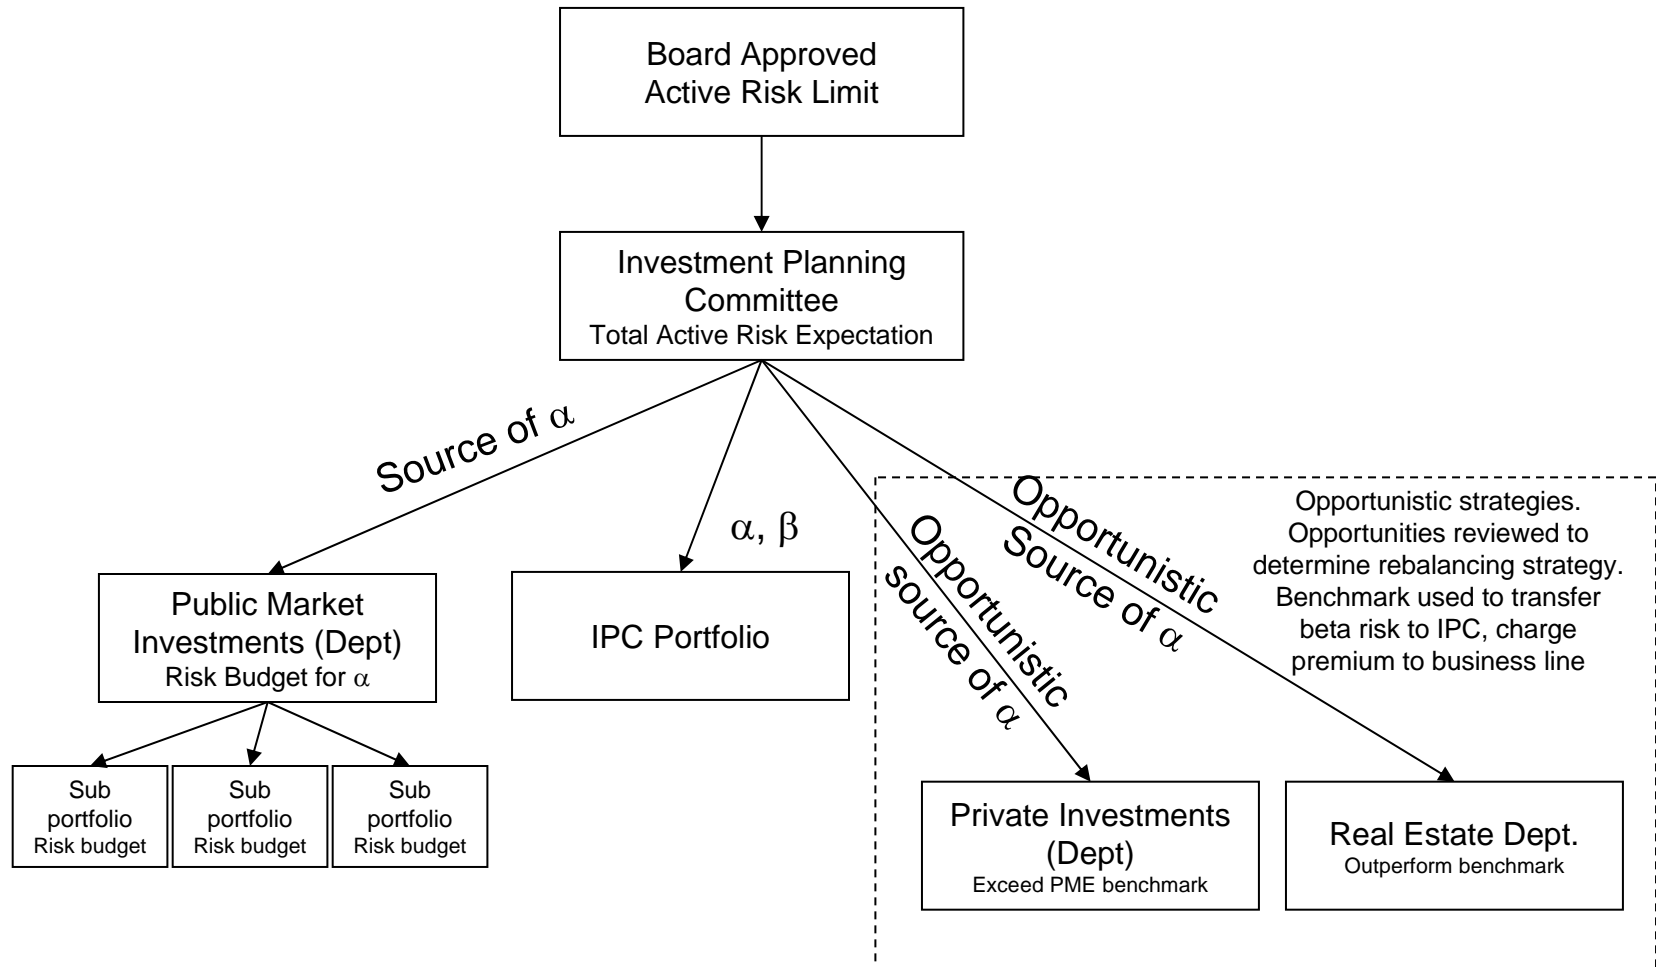 Board Approved
Active Risk Limit
Investment Planning
Committee
Total Active Risk Expectation
Source of α
α, β
Opportunistic
source of α
Opportunistic
Source of α
Opportunistic strategies.
Opportunities reviewed to
determine rebalancing strategy.
Benchmark used to transfer
beta risk to IPC, charge
premium to business line
Public Market
Investments (Dept)
Risk Budget for α
IPC Portfolio
Sub
portfolio
Risk budget
Sub
portfolio
Risk budget
Sub
portfolio
Risk budget
Private Investments
(Dept)
Exceed PME benchmark
Real Estate Dept.
Outperform benchmark